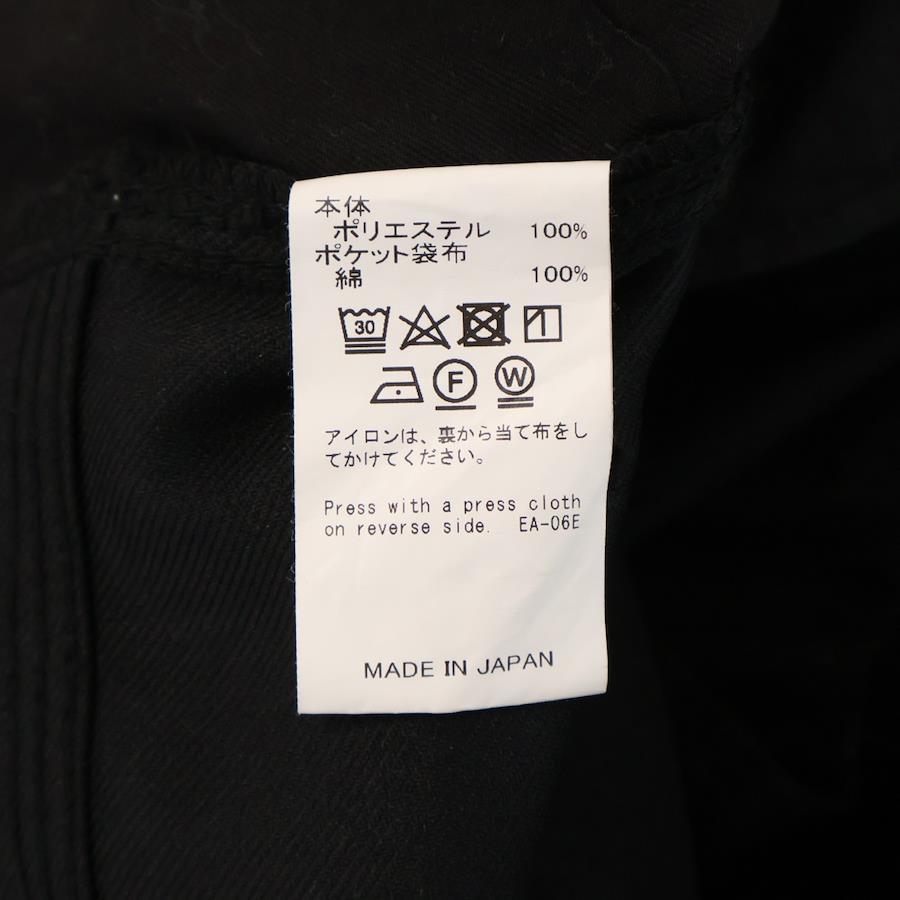 本体
ポリエステル 100%
ポケット袋布
綿 100%
30
F W
アイロンは、裏から当て布をし
てかけてください。
Press with a press cloth
on reverse side. EA-06E
MADE IN JAPAN